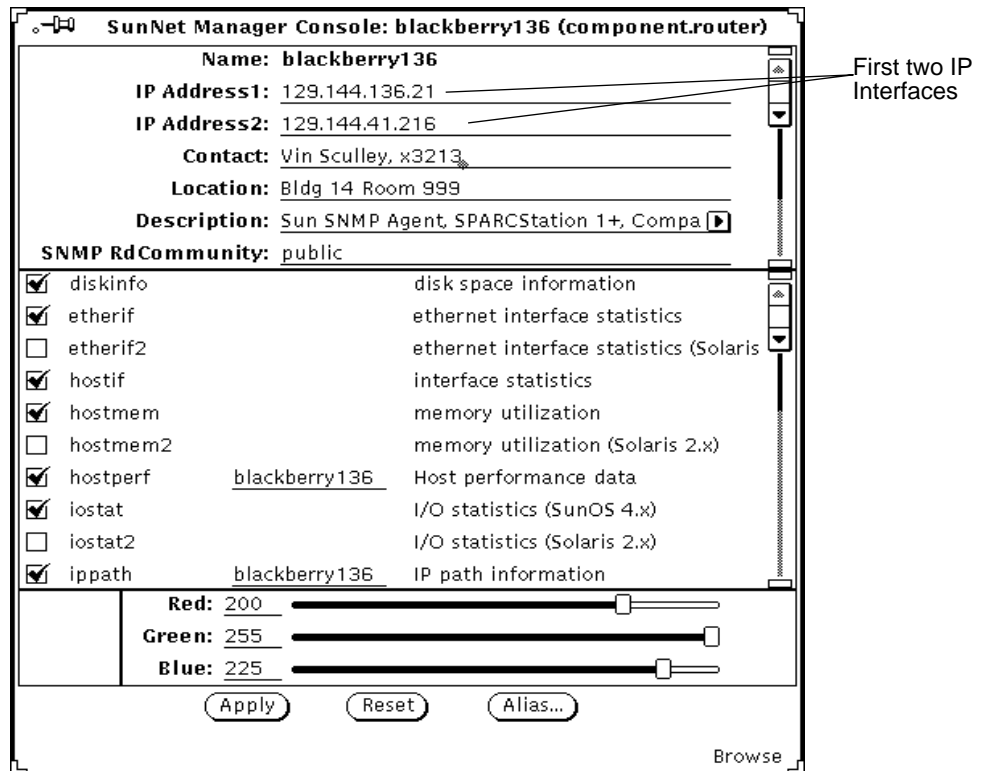 SunNet Manager Console: blackberry136 (component.router)
Name: blackberry136
IP Address1: 129.144.136.21
IP Address2: 129.144.41.216
First two IP
Interfaces
Contact: Vin Sculley, x3213
Location: Bldg 14 Room 999
Description: Sun SNMP Agent, SPARCStation 1+, Compa
SNMP RdCommunity: public
diskinfo disk space information
etherif ethernet interface statistics
etherif2 ethernet interface statistics (Solaris
hostif interface statistics
hostmem memory utilization
hostmem2 memory utilization (Solaris 2.x)
hostperf blackberry136 Host performance data
iostat I/O statistics (SunOS 4.x)
iostat2 I/O statistics (Solaris 2.x)
ippath blackberry136 IP path information
Red: 200
Green: 255
Blue: 225
Apply Reset Alias...
Browse